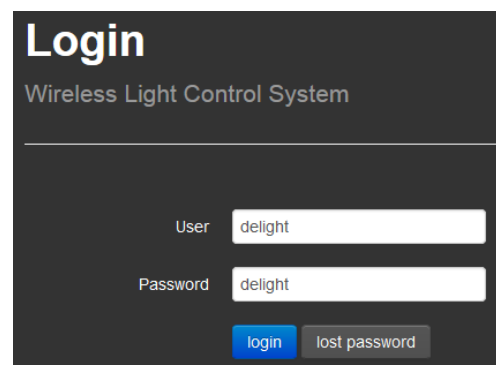 Login
Wireless Light Control System
User delight
Password delight
login lost password